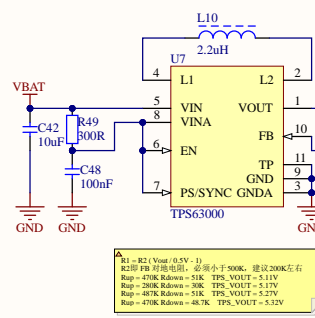 L10
2.2uH
U7
4 L1 L2 2
VBAT
5 VIN VOUT 1
8 VINA
FB 10
C42
10uF
R49
300R
6 EN
TP 11
C48
100nF
GND 9
7 PS/SYNC GNDA 3
TPS63000
GND
GND
R1 = R2 ( Vout / 0.5V - 1)
R2即 FB 对地电阻，必须小于500K，建议200K左右
Rup = 470K Rdown = 51K TPS_VOUT = 5.11V
Rup = 280K Rdown = 30K TPS_VOUT = 5.17V
Rup = 487K Rdown = 51K TPS_VOUT = 5.27V
Rup = 470K Rdown = 48.7K TPS_VOUT = 5.32V